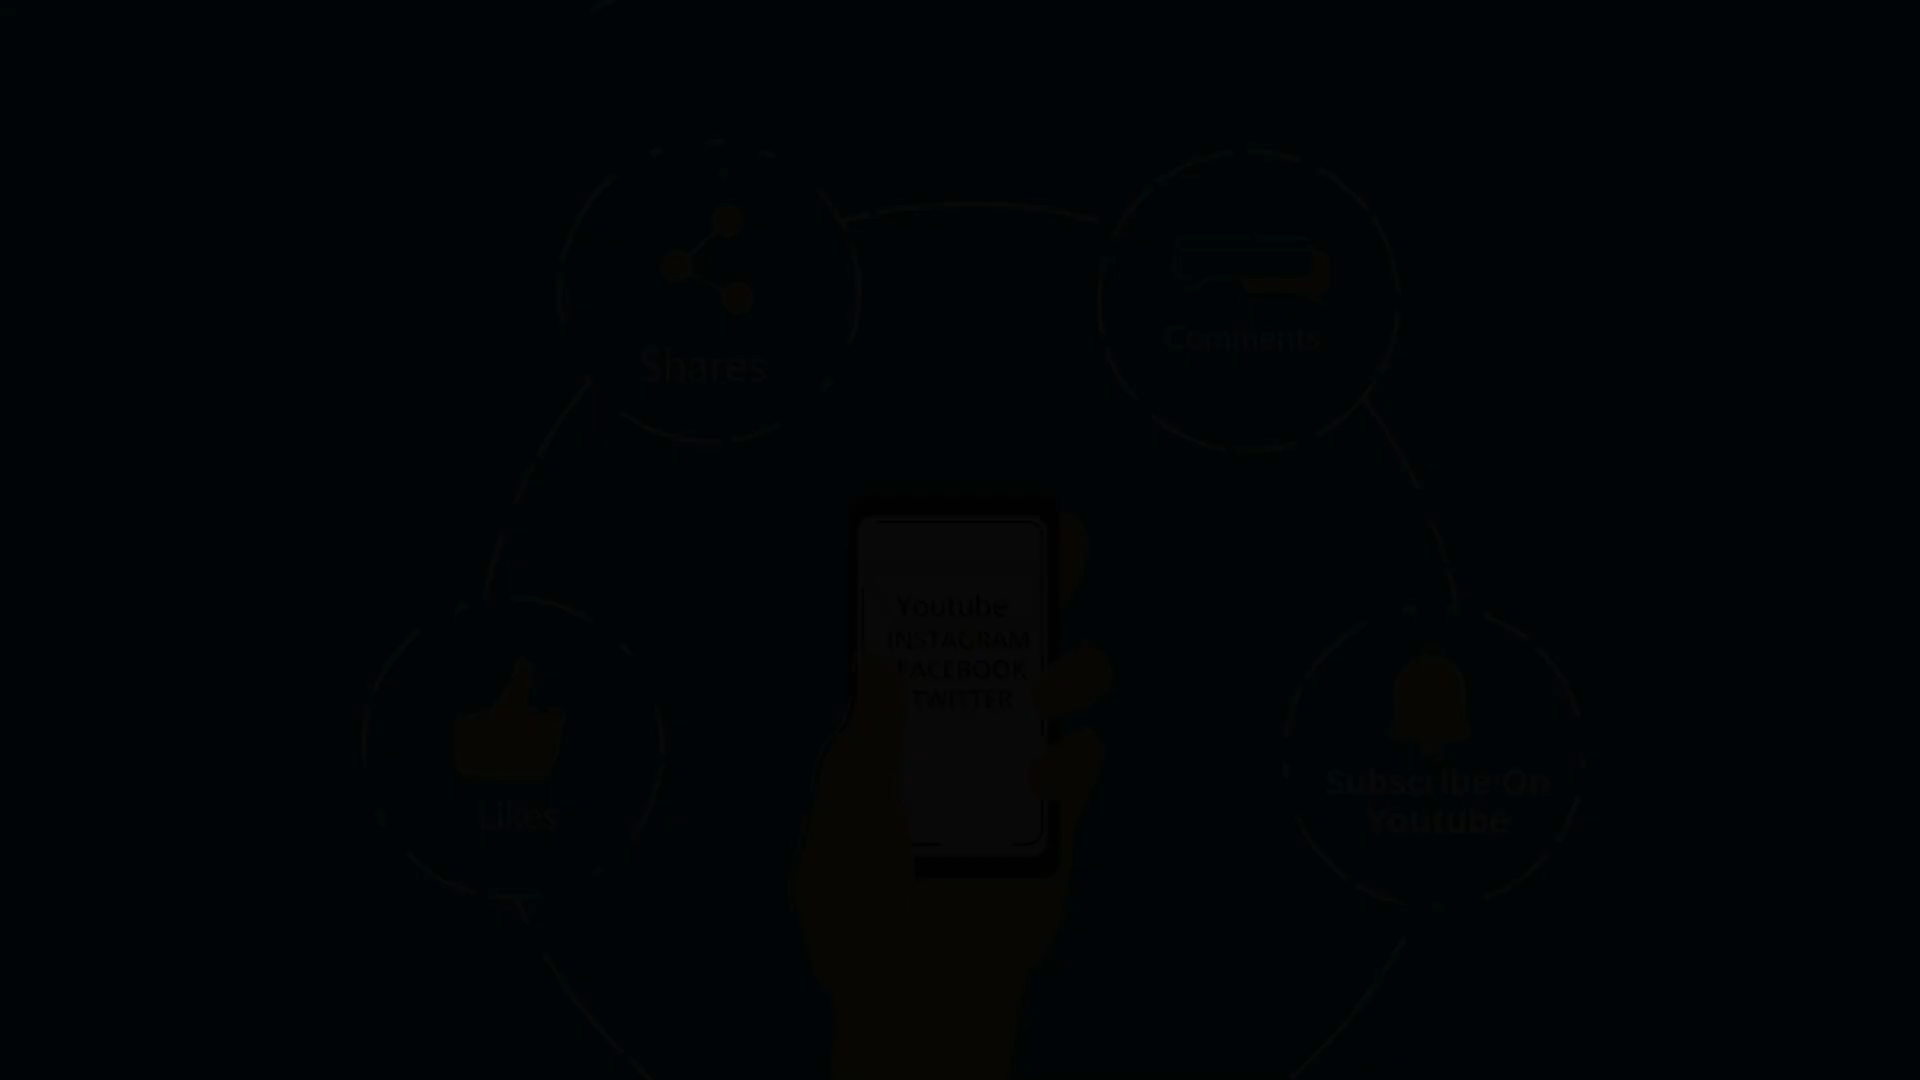 Shares
Comments
Youtube
INSTAGRAM
FACEBOOK
TWITTER
Likes
Subscribe On
Youtube